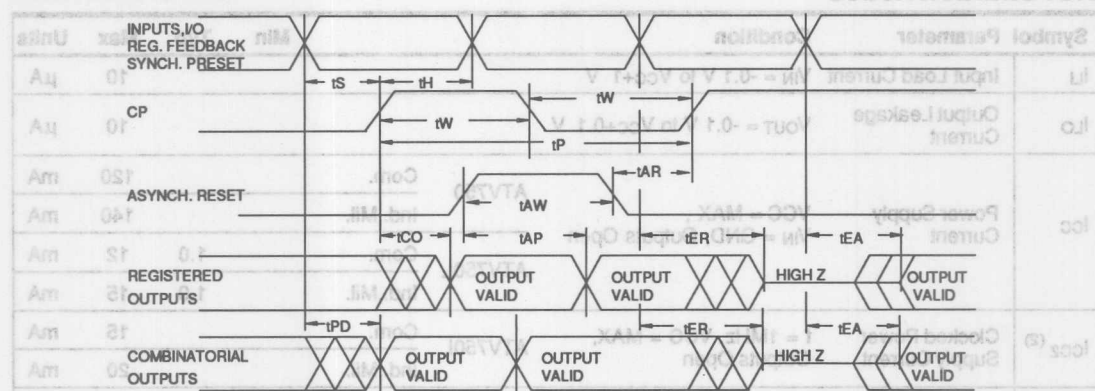 INPUTS,I/O
REG. FEEDBACK
SYNCH. PRESET
tS tH
CP
tW tW
tP
tAR
ASYNCH. RESET
tAW
tCO tAP tER tEA
REGISTERED
OUTPUTS
OUTPUT
VALID
OUTPUT
VALID
HIGH Z
OUTPUT
VALID
tPD tER tEA
COMBINATORIAL
OUTPUTS
OUTPUT
VALID
OUTPUT
VALID
HIGH Z
OUTPUT
VALID
Symbol Parameter Condition Min Max Units
ILI Input Load Current VIN = -0.1 V to VCC+1 V 10 µA
ILO Output Leakage Current VOUT = -0.1 V to VCC+0.1 V 10 µA
ICC Power Supply Current VCC = MAX, VIN = GND, Outputs Open
ATV750 Com. 120 mA
Ind. Mil. 140 mA
ATV750L Com. 1.0 12 mA
Ind. Mil. 15 mA
ICC2 (2) Clocked Power Supply Current f = 1MHz, VCC = MAX, Outputs Open
ATV750L Com. 15 mA
Ind. Mil. 20 mA